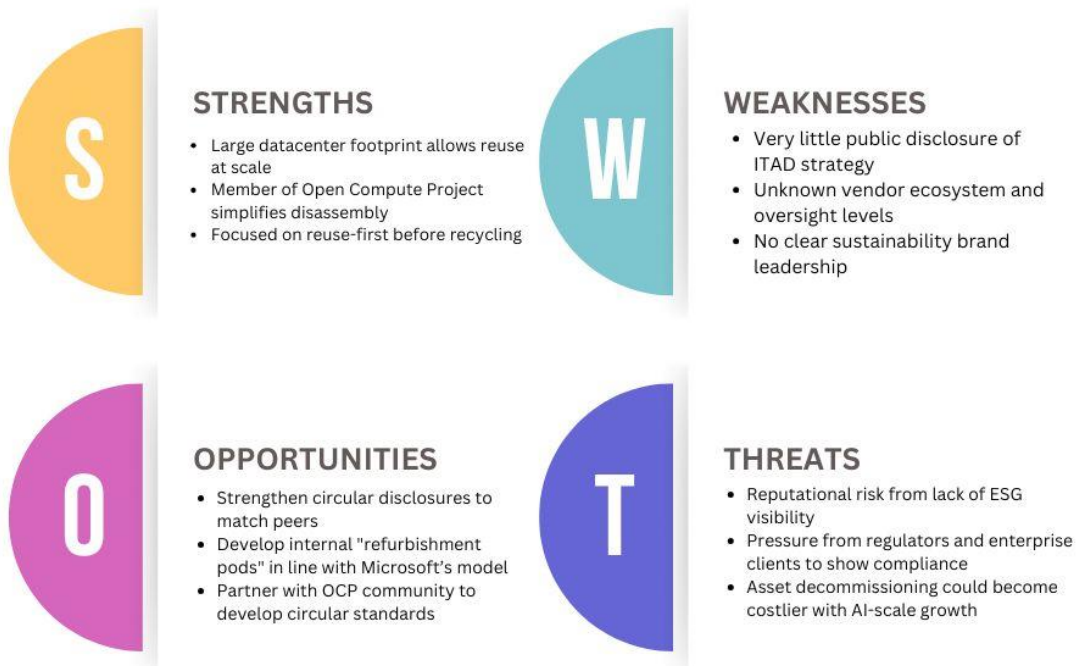 S
STRENGTHS
• Large datacenter footprint allows reuse
at scale
• Member of Open Compute Project
simplifies disassembly
• Focused on reuse-first before recycling
W
WEAKNESSES
• Very little public disclosure of
ITAD strategy
• Unknown vendor ecosystem and
oversight levels
• No clear sustainability brand
leadership
O
OPPORTUNITIES
• Strengthen circular disclosures to
match peers
• Develop internal "refurbishment
pods" in line with Microsoft's model
• Partner with OCP community to
develop circular standards
T
THREATS
• Reputational risk from lack of ESG
visibility
• Pressure from regulators and enterprise
clients to show compliance
• Asset decommissioning could become
costlier with AI-scale growth